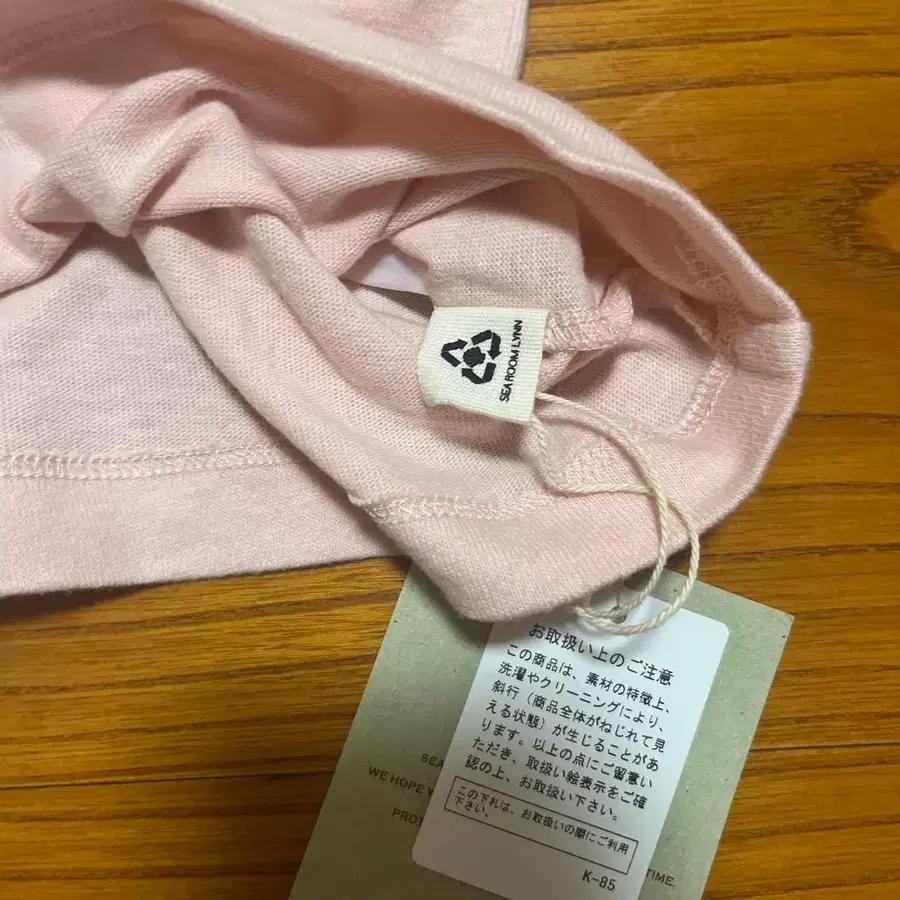 SEA ROOM LYNN
お取扱い上のご注意
この商品は、素材の特徴上、
洗濯やクリーニングにより、
斜行（商品全体がねじれて見
える状態）が生じることがあ
ります。以上の点にご留意い
ただき、取扱い絵表示をご確
認の上、お取扱い下さい。
この下札は、お取扱いの際にご利用
下さい。
K-85
SEA
WE HOPE
PROT
TIME.